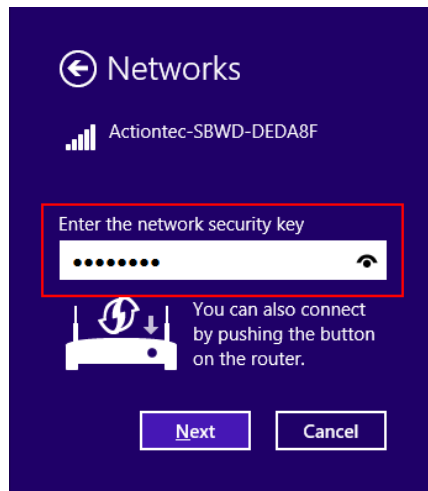 Networks
Actiontec-SBWD-DEDA8F
Enter the network security key
••••••••
You can also connect
by pushing the button
on the router.
Next
Cancel